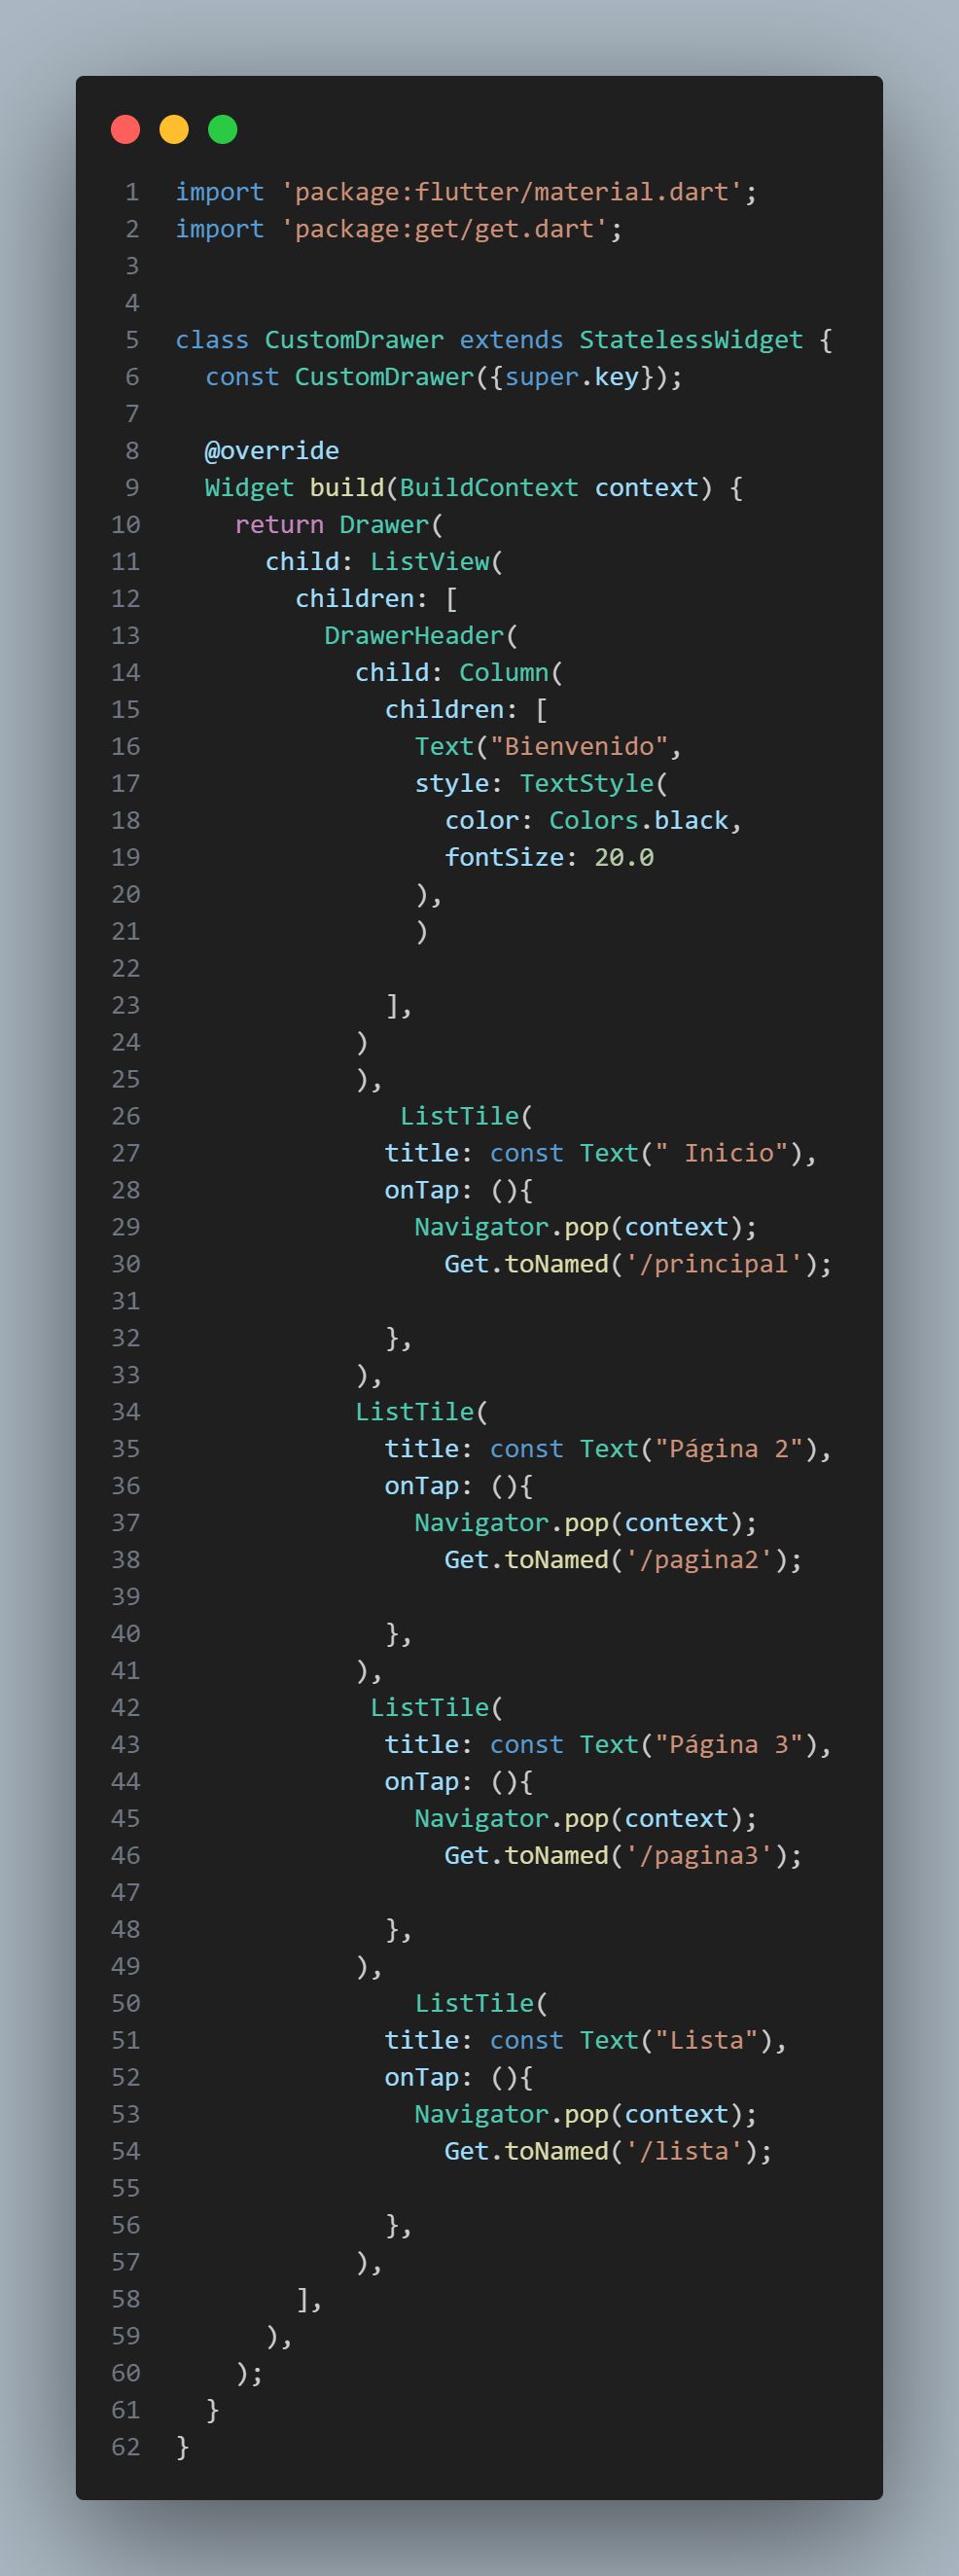 1 import 'package:flutter/material.dart';
2 import 'package:get/get.dart';
3
4
5 class CustomDrawer extends StatelessWidget {
6   const CustomDrawer({super.key});
7
8   @override
9   Widget build(BuildContext context) {
10     return Drawer(
11       child: ListView(
12         children: [
13           DrawerHeader(
14             child: Column(
15               children: [
16                 Text("Bienvenido",
17                 style: TextStyle(
18                   color: Colors.black,
19                   fontSize: 20.0
20                 ),
21                 )
22
23               ],
24             )
25             ),
26                ListTile(
27               title: const Text(" Inicio"),
28               onTap: (){
29                 Navigator.pop(context);
30                   Get.toNamed('/principal');
31
32               },
33             ),
34             ListTile(
35               title: const Text("Página 2"),
36               onTap: (){
37                 Navigator.pop(context);
38                   Get.toNamed('/pagina2');
39
40               },
41             ),
42              ListTile(
43               title: const Text("Página 3"),
44               onTap: (){
45                 Navigator.pop(context);
46                   Get.toNamed('/pagina3');
47
48               },
49             ),
50                 ListTile(
51               title: const Text("Lista"),
52               onTap: (){
53                 Navigator.pop(context);
54                   Get.toNamed('/lista');
55
56               },
57             ),
58         ],
59       ),
60     );
61   }
62 }